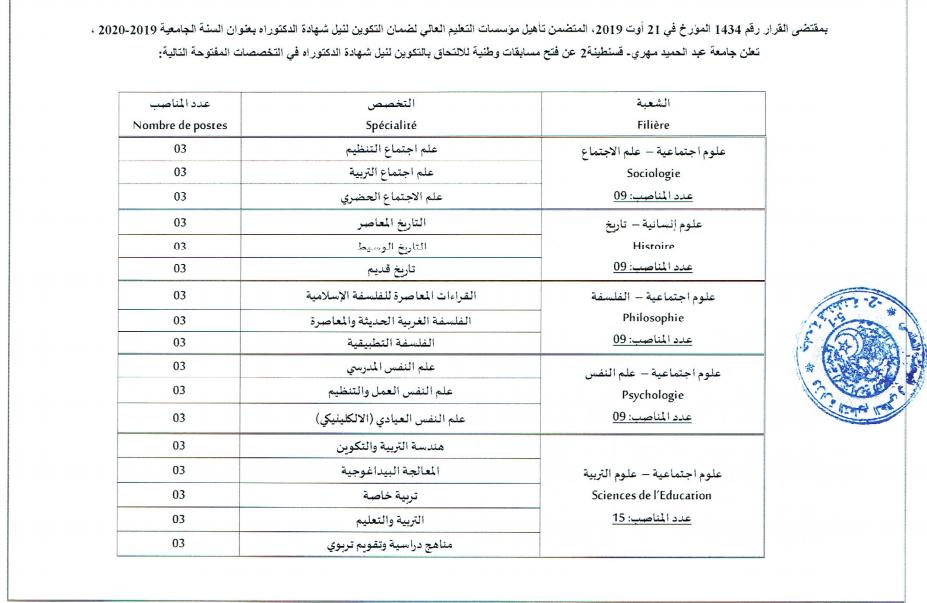 بمقتضى القرار رقم 1434 المؤرخ في 21 أوت 2019، المتضمن تأهيل مؤسسات التعليم العالي لضمان التكوين لنيل شهادة الدكتوراه بعنوان السنة الجامعية 2019-2020 ،
تعلن جامعة عبد الحميد مهري- قسنطينة2 عن فتح مسابقات وطنية للالتحاق بالتكوين لنيل شهادة الدكتوراه في التخصصات المفتوحة التالية:
الشعبة التخصص عدد المناصب
Filière Spécialité Nombre de postes
علوم اجتماعية – علم الاجتماع
Sociologie
عدد المناصب: 09
علم اجتماع التنظيم 03
علم اجتماع التربية 03
علم الاجتماع الحضري 03
علوم إنسانية – تاريخ
Histoire
عدد المناصب: 09
التاريخ المعاصر 03
التاريخ الوسيط 03
تاريخ قديم 03
علوم اجتماعية – الفلسفة
Philosophie
عدد المناصب: 09
القراءات المعاصرة للفلسفة الإسلامية 03
الفلسفة الغربية الحديثة والمعاصرة 03
الفلسفة التطبيقية 03
علوم اجتماعية – علم النفس
Psychologie
عدد المناصب: 09
علم النفس المدرسي 03
علم النفس العمل والتنظيم 03
علم النفس العيادي (الالكلينيكي) 03
علوم اجتماعية – علوم التربية
Sciences de l'Education
عدد المناصب: 15
هندسة التربية والتكوين 03
المعالجة البيداغوجية 03
تربية خاصة 03
التربية والتعليم 03
مناهج دراسية وتقويم تربوي 03